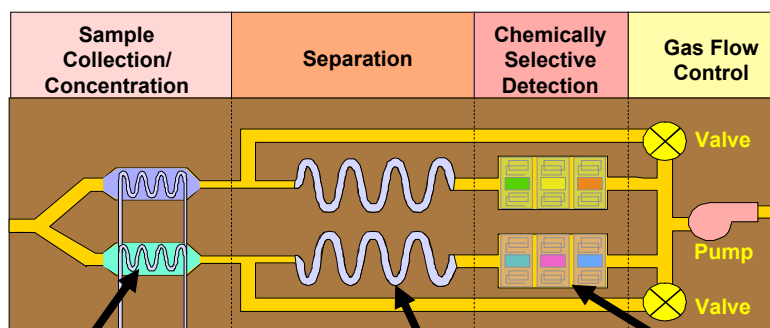 Sample
Collection/
Concentration
Separation
Chemically
Selective
Detection
Gas Flow
Control
Valve
Pump
Valve